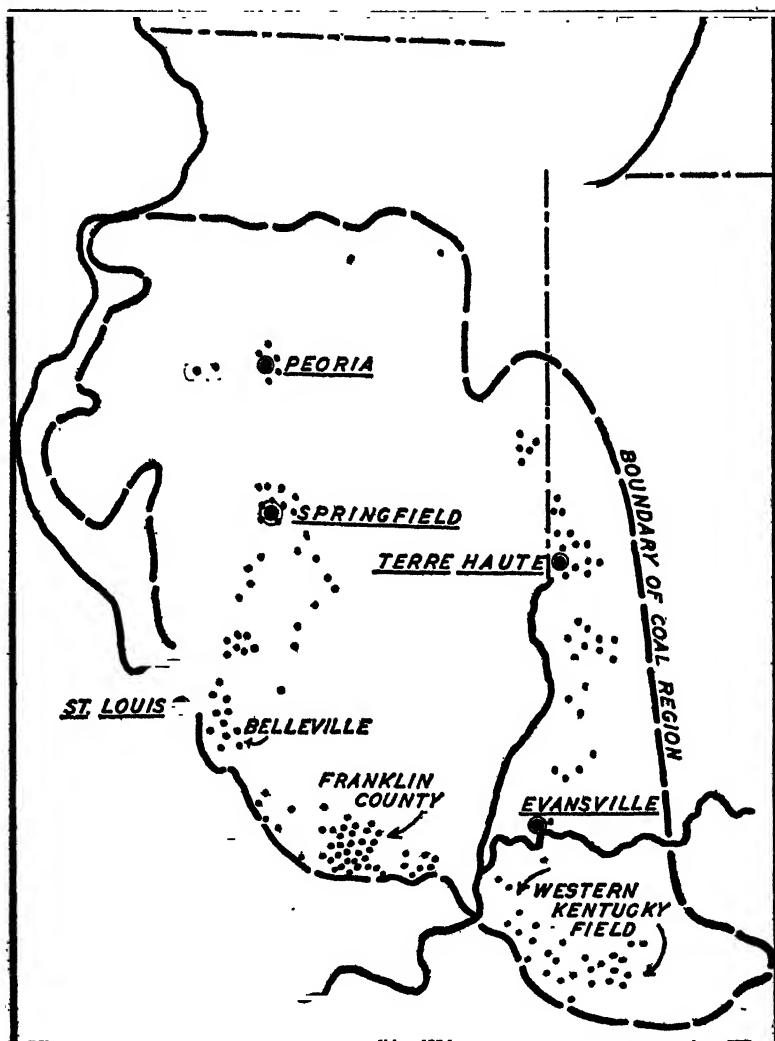 PEORIA
SPRINGFIELD
TERRE HAUTE
BOUNDARY OF COAL REGION
ST. LOUIS
BELLEVILLE
FRANKLIN
COUNTY
EVANSVILLE
WESTERN
KENTUCKY
FIELD